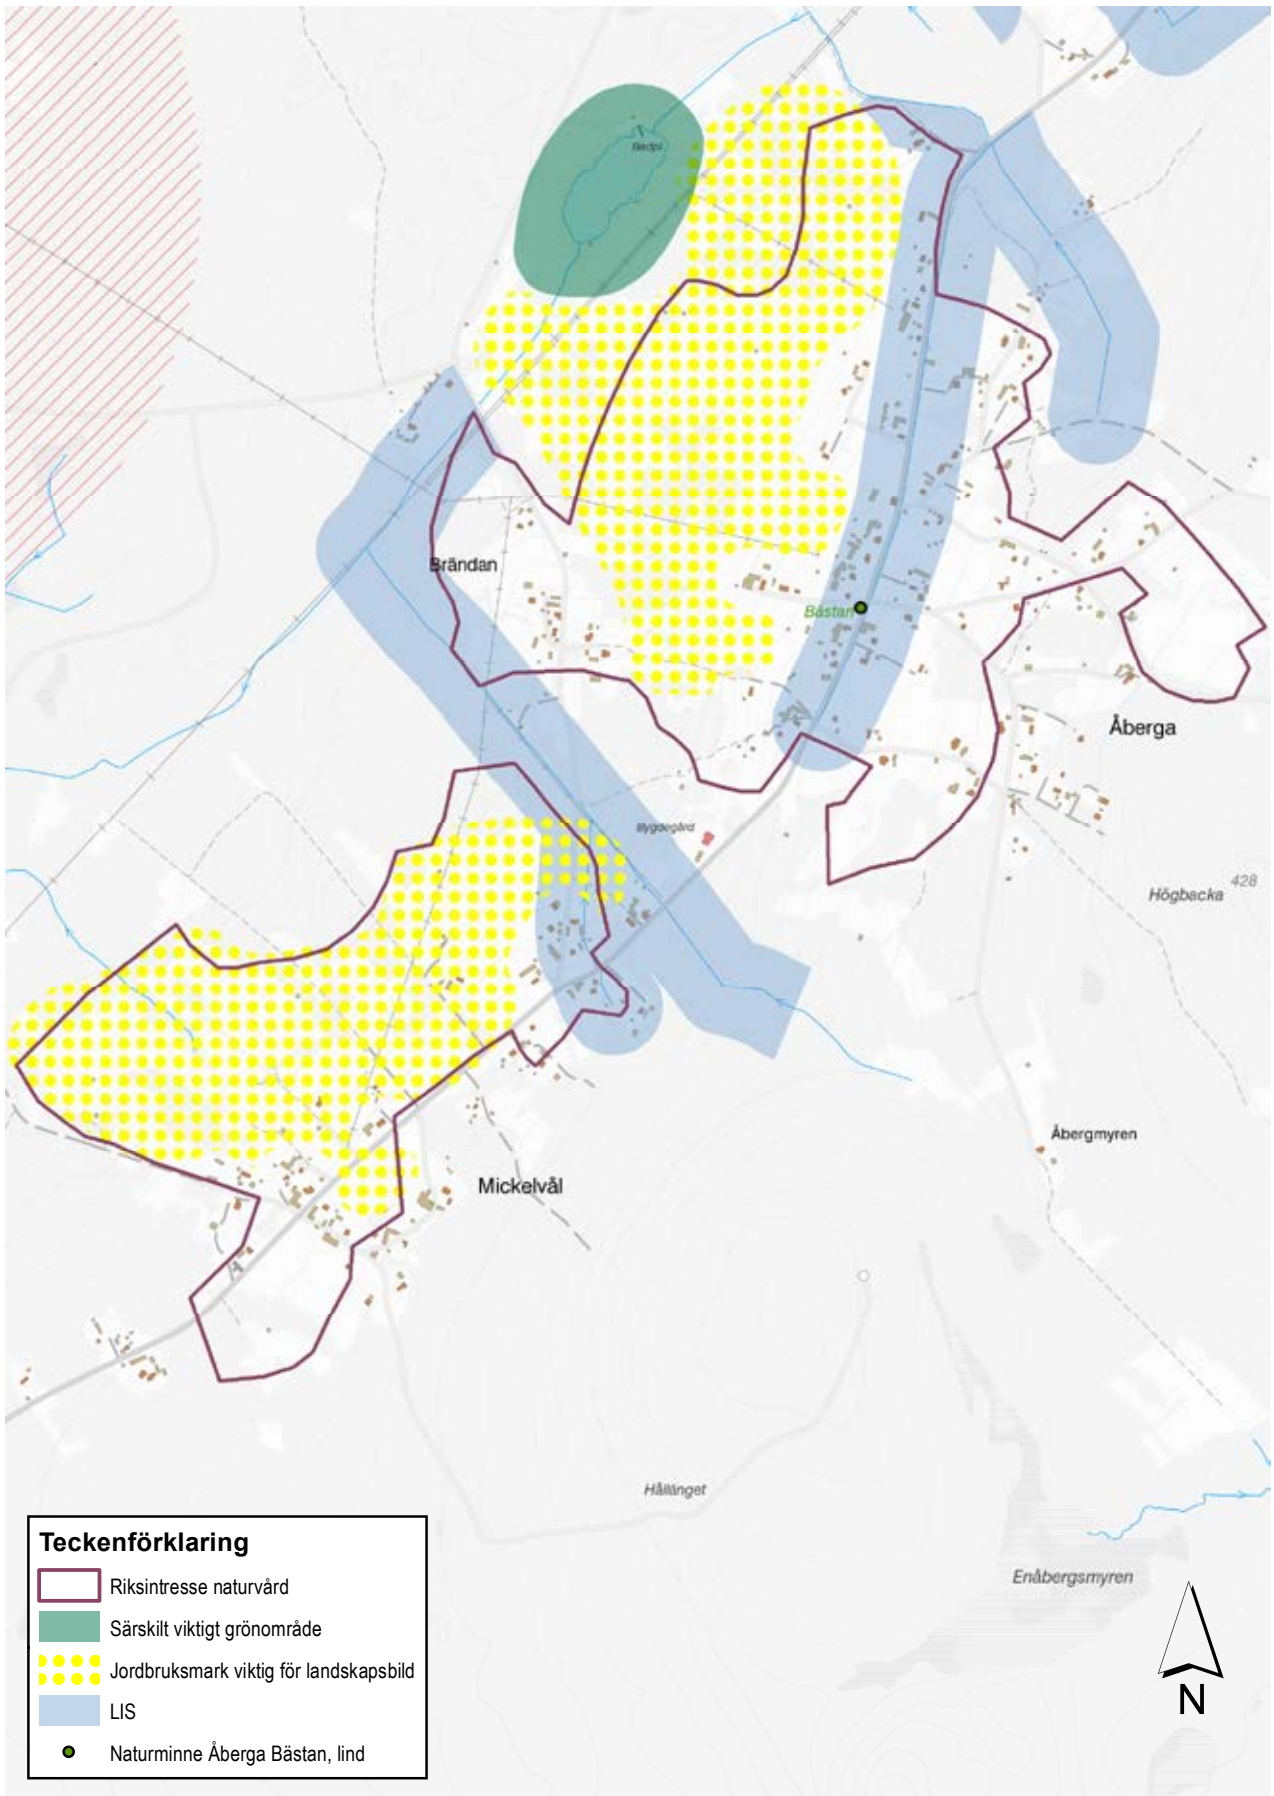 Brändan
Bästan
Åberga
Bygdegård
Högbacka
428
Åbergmyren
Mickelvål
Hållänget
Enåbergsmyren
N
Teckenförklaring
Riksintresse naturvård
Särskilt viktigt grönområde
Jordbruksmark viktig för landskapsbild
LIS
Naturminne Åberga Bästan, lind